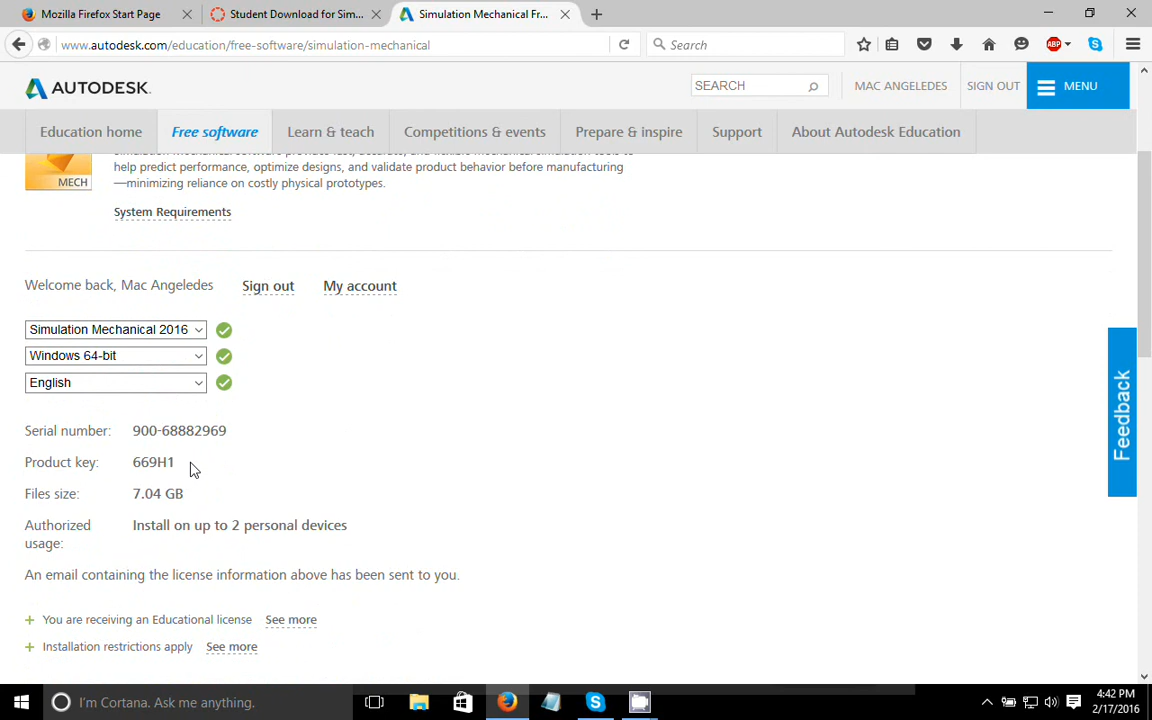 Mozilla Firefox Start Page
Student Download for Sim...
Simulation Mechanical Fr...
www.autodesk.com/education/free-software/simulation-mechanical
Search
ABP
AUTODESK.
SEARCH
MAC ANGELEDES
SIGN OUT
MENU
Education home
Free software
Learn & teach
Competitions & events
Prepare & inspire
Support
About Autodesk Education
MECH
help predict performance, optimize designs, and validate product behavior before manufacturing
—minimizing reliance on costly physical prototypes.
System Requirements
Welcome back, Mac Angeledes
Sign out
My account
Simulation Mechanical 2016
Windows 64-bit
English
Serial number: 900-68882969
Product key: 669H1
Files size: 7.04 GB
Authorized Install on up to 2 personal devices
usage:
An email containing the license information above has been sent to you.
+ You are receiving an Educational license See more
+ Installation restrictions apply See more
Feedback
I'm Cortana. Ask me anything.
4:42 PM
2/17/2016